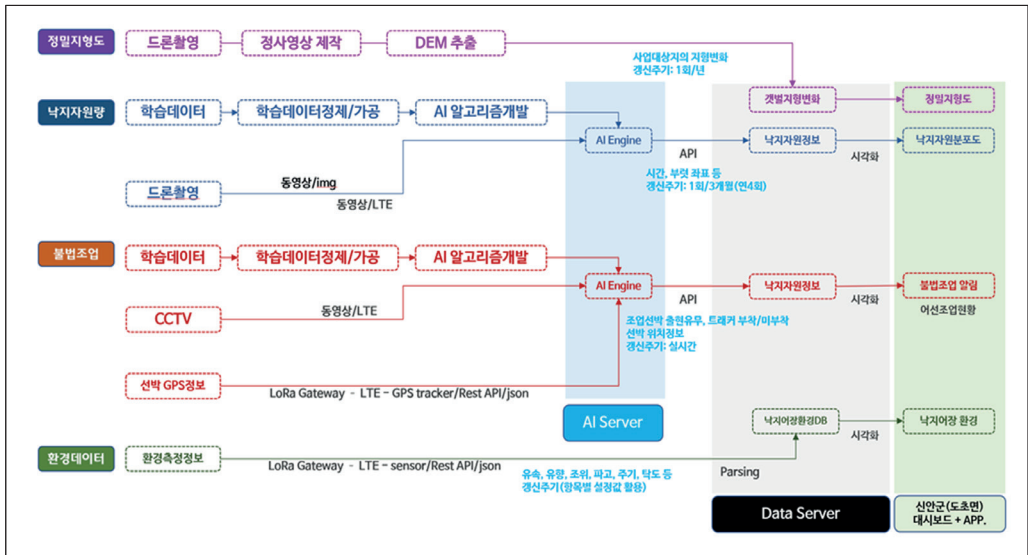 정밀지형도
드론촬영
정사영상 제작
DEM 추출
사업대상지의 지형변화
갱신주기: 1회/년
갯벌지형변화
정밀지형도
낙지자원량
학습데이터
학습데이터정제/가공
AI 알고리즘개발
AI Engine
API
낙지자원정보
시각화
낙지자원분포도
시간, 부럿 좌표 등
갱신주기: 1회/3개월(연4회)
동영상/img
드론촬영
동영상/LTE
불법조업
학습데이터
학습데이터정제/가공
AI 알고리즘개발
AI Engine
API
낙지자원정보
시각화
불법조업 알림
어선조업현황
CCTV
동영상/LTE
조업선박 출현유무, 트래커 부착/미부착
선박 위치정보
갱신주기: 실시간
선박 GPS정보
LoRa Gateway - LTE – GPS tracker/Rest API/json
AI Server
낙지어장환경DB
시각화
낙지어장 환경
환경데이터
환경측정정보
LoRa Gateway - LTE – sensor/Rest API/json
유속, 유향, 조위, 파고, 주기, 탁도 등
갱신주기(항목별 설정값 활용)
Parsing
Data Server
신안군(도초면)
대시보드 + APP.